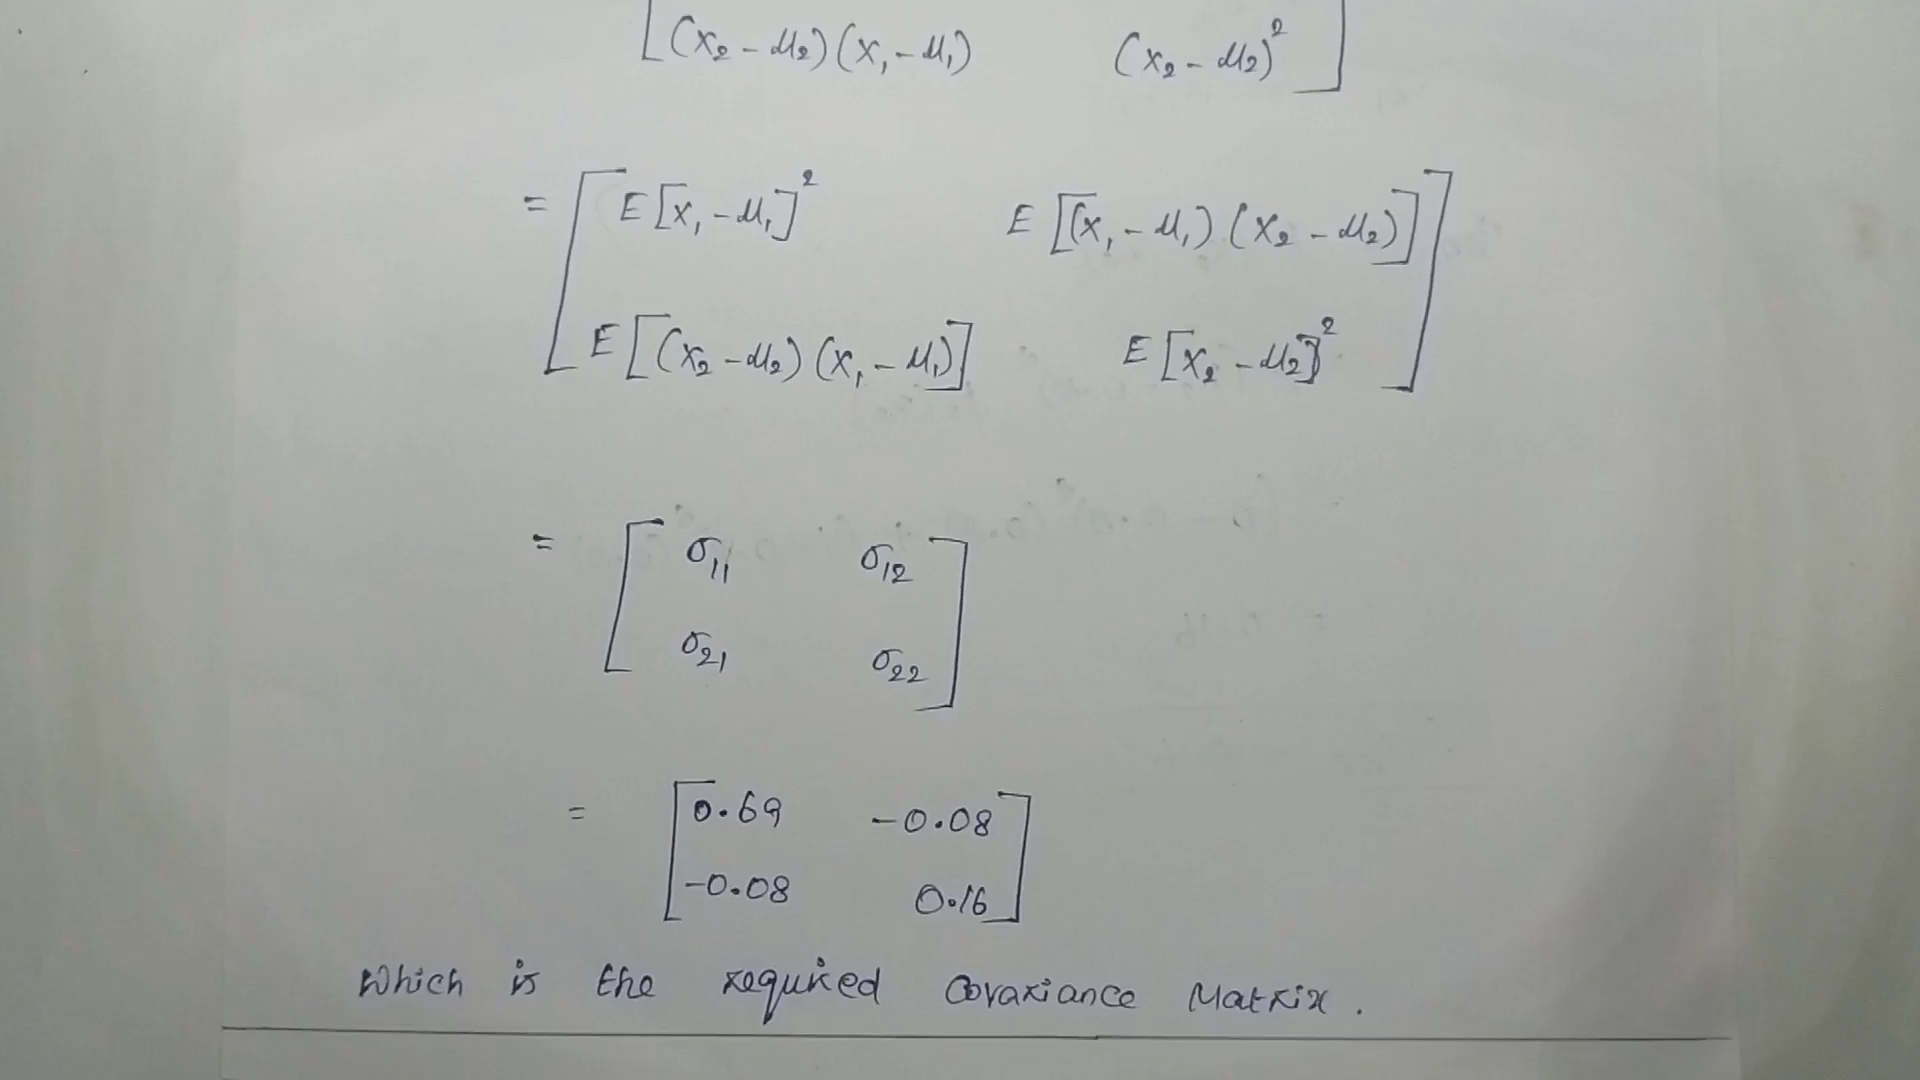 [(x₂ - μ₂)(x₁ - μ₁) (x₂ - μ₂)²]
= [E[x₁ - μ₁]² E[(x₁ - μ₁)(x₂ - μ₂)]
E[(x₂ - μ₂)(x₁ - μ₁)] E[x₂ - μ₂]²]
= [σ₁₁ σ₁₂
σ₂₁ σ₂₂]
= [0.69 -0.08
-0.08 0.16]
Which is the required Covariance Matrix.